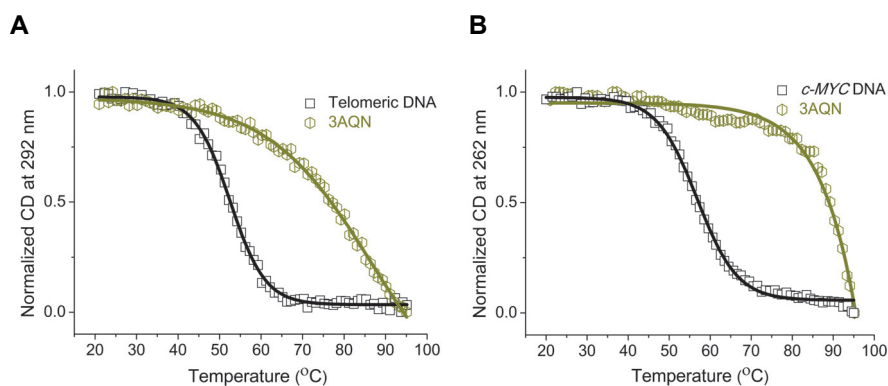 A
1.0
0.5
0.0
Normalized CD at 292 nm
Telomeric DNA
3AQN
20 30 40 50 60 70 80 90 100
Temperature (°C)
B
1.0
0.5
0.0
Normalized CD at 262 nm
c-MYC DNA
3AQN
20 30 40 50 60 70 80 90 100
Temperature (°C)